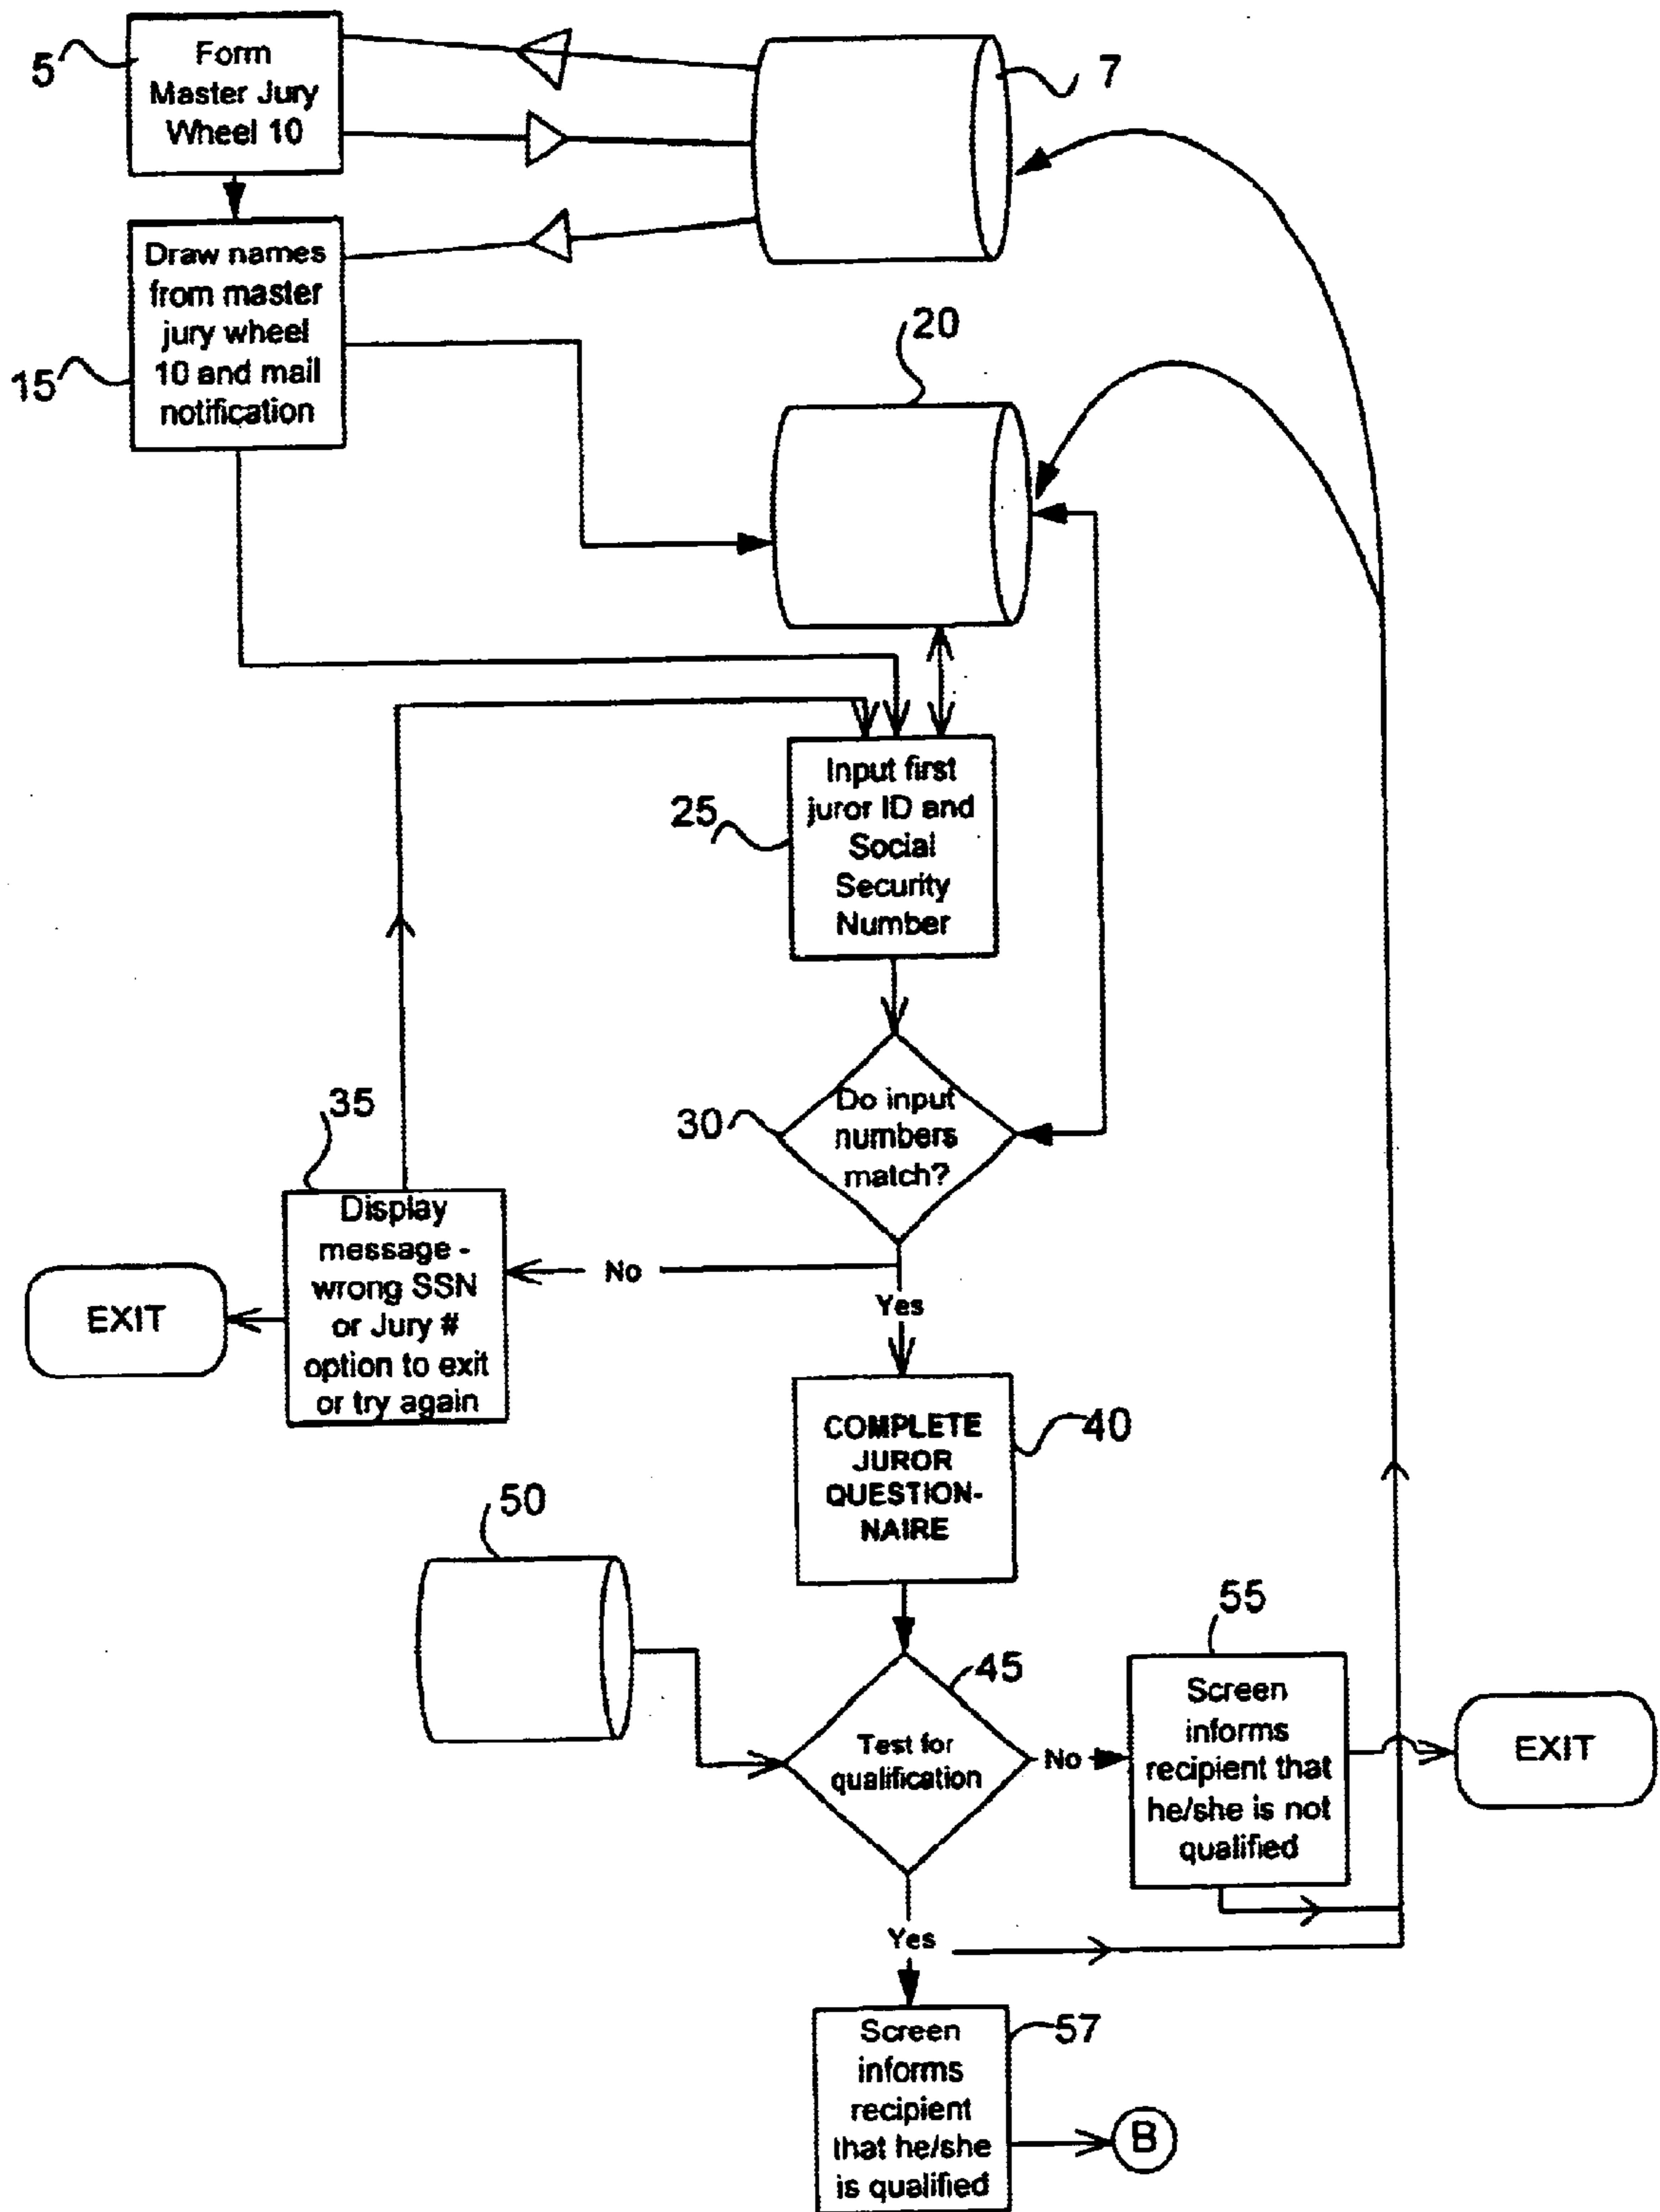 5
Form
Master Jury
Wheel 10
7
15
Draw names
from master
jury wheel
10 and mail
notification
20
25
Input first
juror ID and
Social
Security
Number
30
Do input
numbers
match?
35
Display
message -
wrong SSN
or Jury #
option to exit
or try again
EXIT
No
Yes
COMPLETE
JUROR
QUESTION-
NAIRE
40
50
45
Test for
qualification
No
55
Screen
informs
recipient that
he/she is not
qualified
EXIT
Yes
Screen
informs
recipient
that he/she
is qualified
57
B